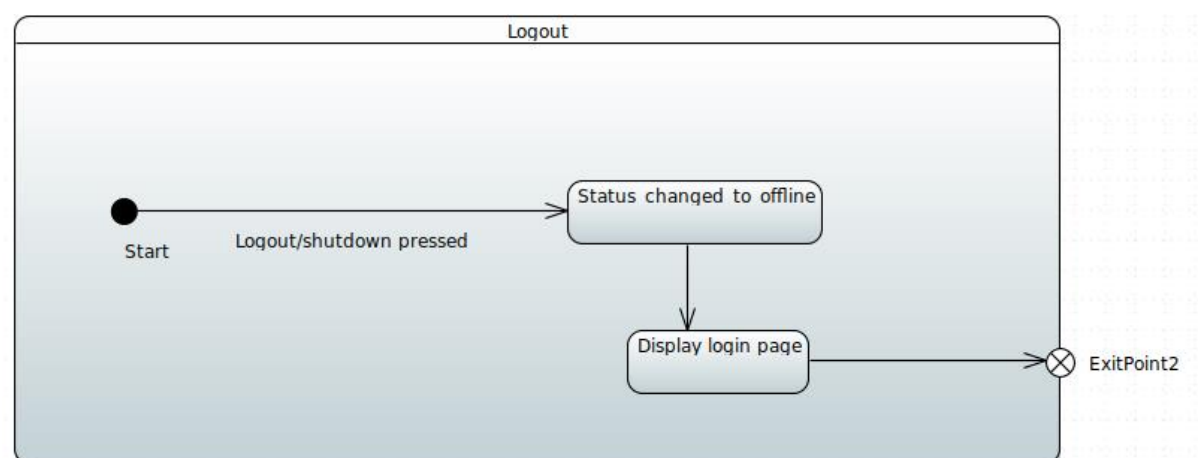 Logout
Status changed to offline
Start
Logout/shutdown pressed
Display login page
ExitPoint2